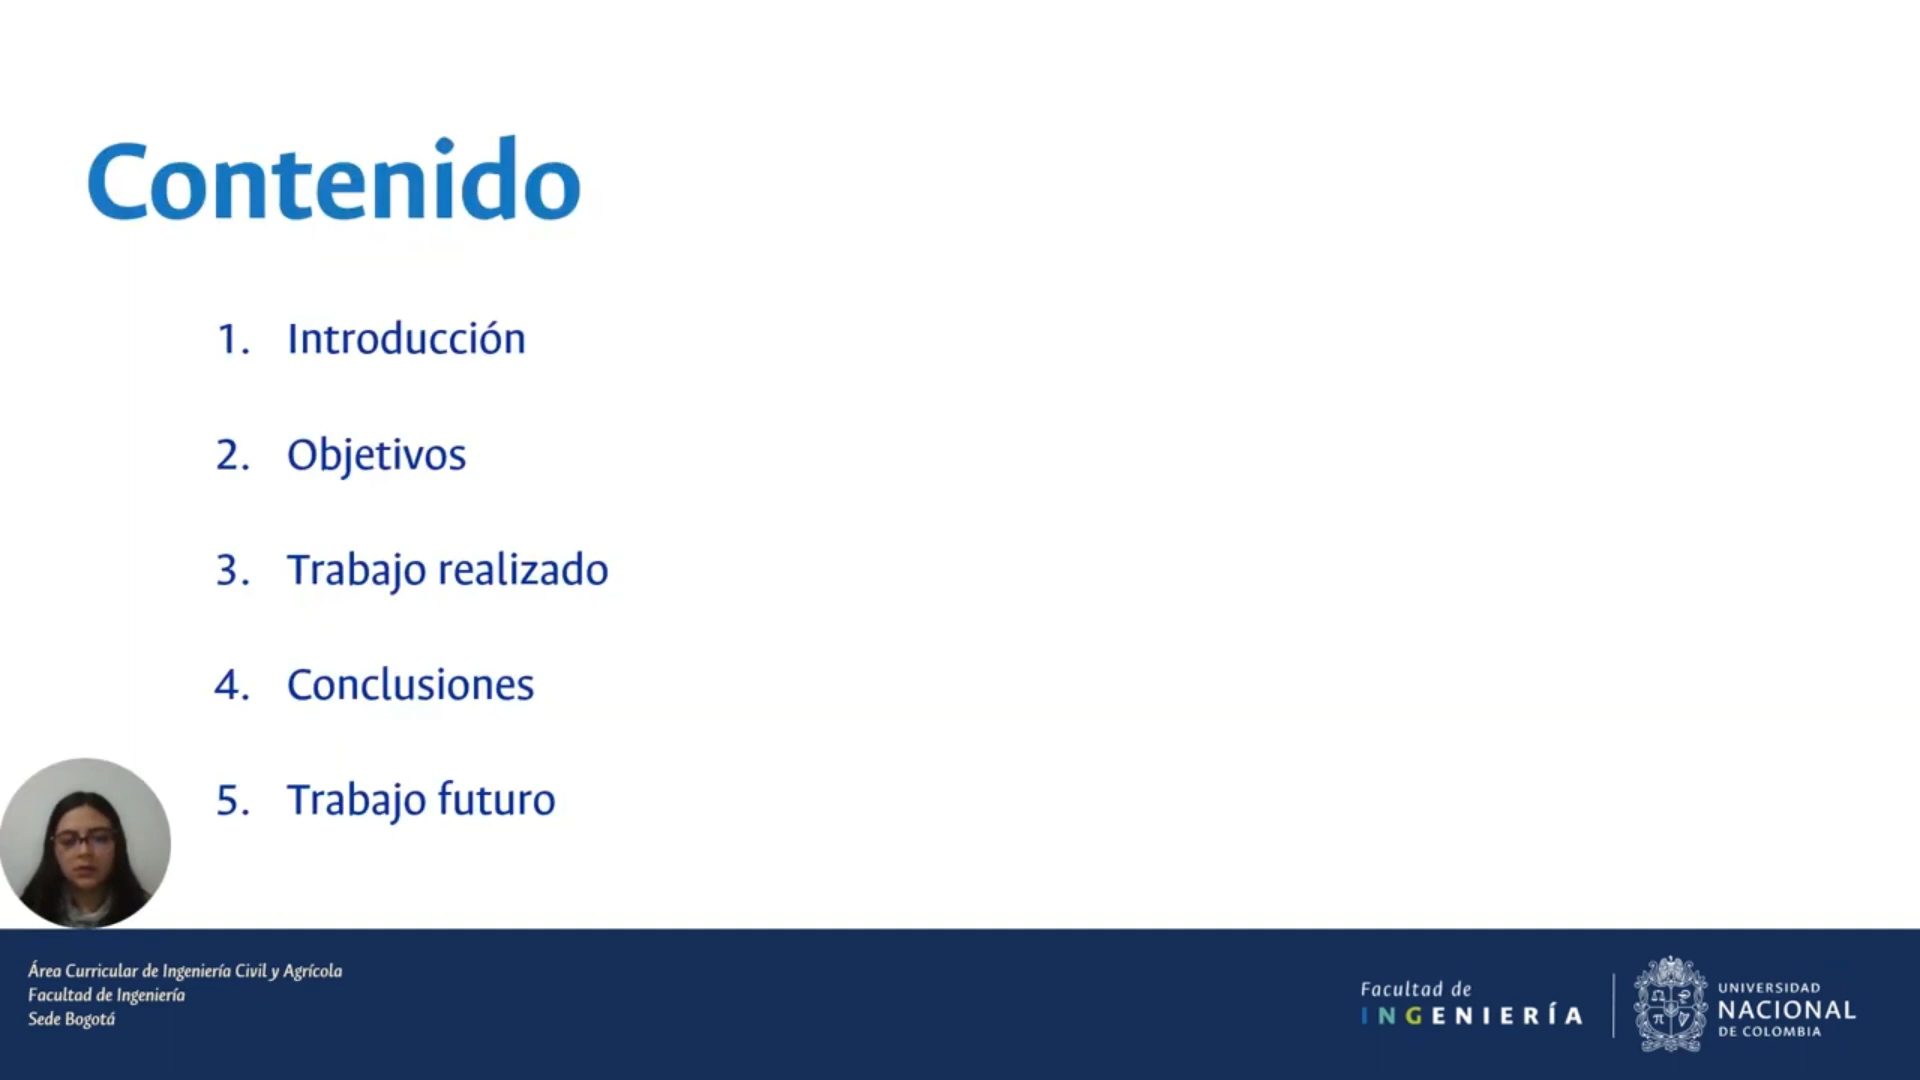 Contenido
1. Introducción
2. Objetivos
3. Trabajo realizado
4. Conclusiones
5. Trabajo futuro
Área Curricular de Ingeniería Civil y Agrícola
Facultad de Ingeniería
Sede Bogotá
Facultad de
INGENIERÍA
UNIVERSIDAD
NACIONAL
DE COLOMBIA